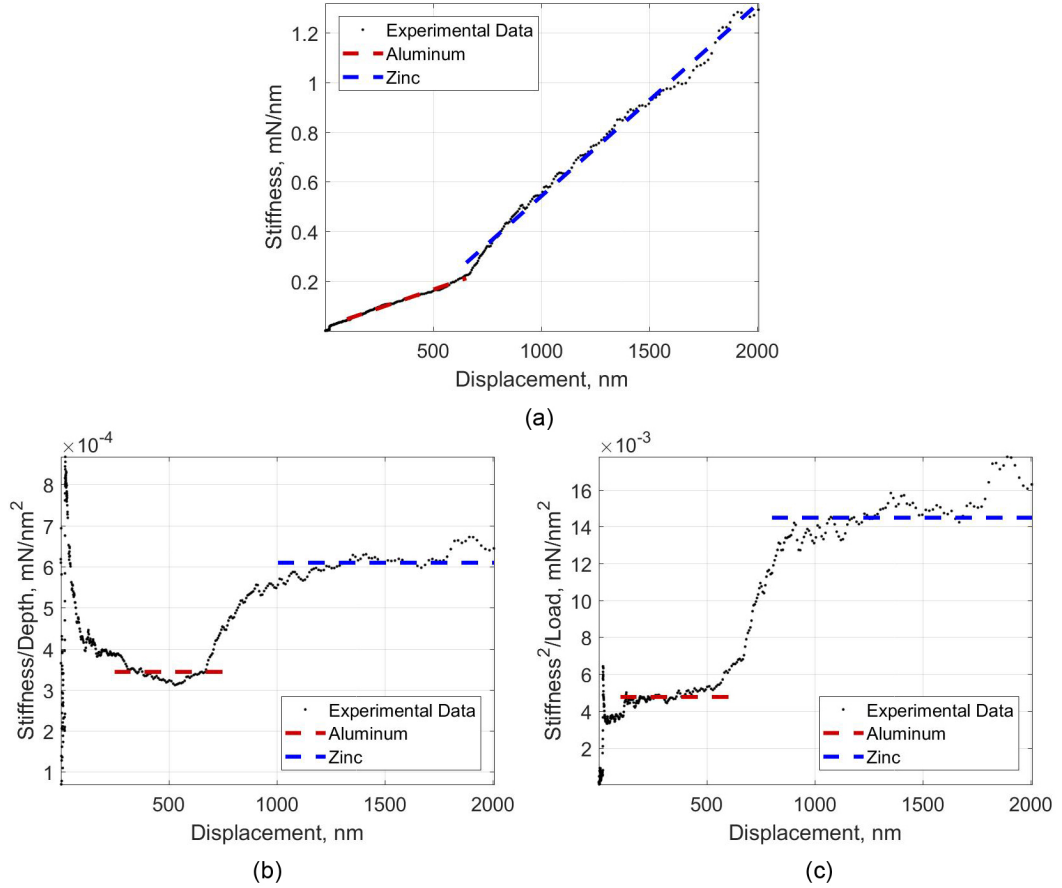 Experimental Data
Aluminum
Zinc
1.2
1
0.8
0.6
0.4
0.2
Stiffness, mN/nm
500 1000 1500 2000
Displacement, nm
(a)
×10⁻⁴
8
7
6
5
4
3
2
1
Stiffness/Depth, mN/nm²
Experimental Data
Aluminum
Zinc
500 1000 1500 2000
Displacement, nm
(b)
×10⁻³
16
14
12
10
8
6
4
2
Stiffness²/Load, mN/nm²
Experimental Data
Aluminum
Zinc
500 1000 1500 2000
Displacement, nm
(c)